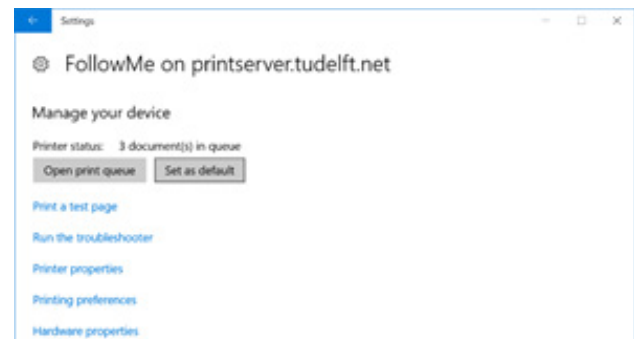 Settings
FollowMe on printserver.tudelft.net
Manage your device
Printer status: 3 document(s) in queue
Open print queue Set as default
Print a test page
Run the troubleshooter
Printer properties
Printing preferences
Hardware properties